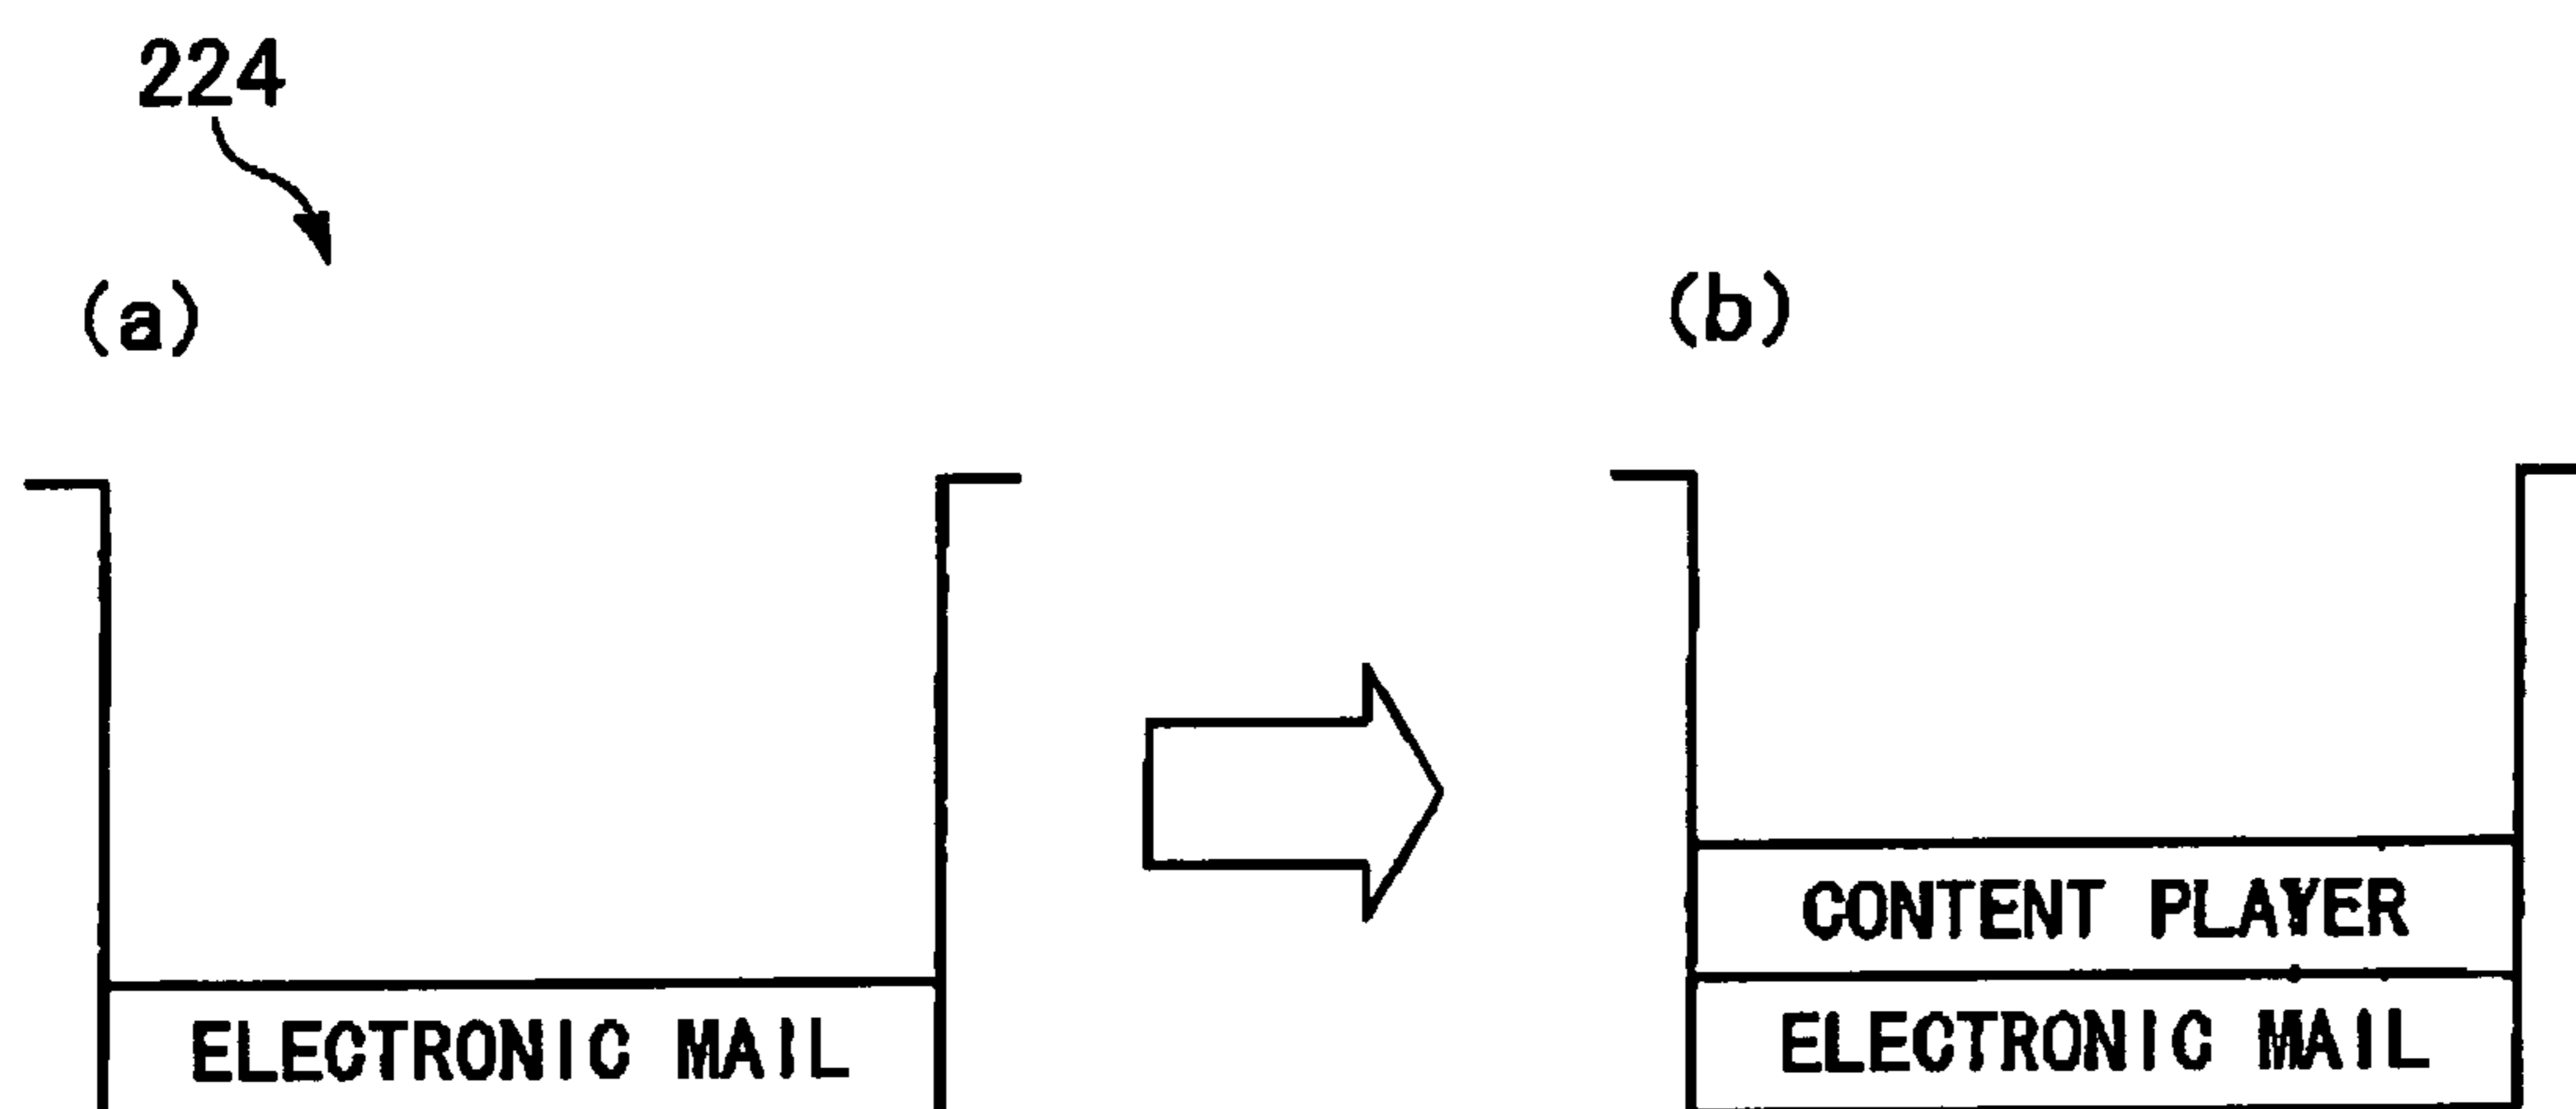 224
(a)
(b)
ELECTRONIC MAIL
CONTENT PLAYER
ELECTRONIC MAIL